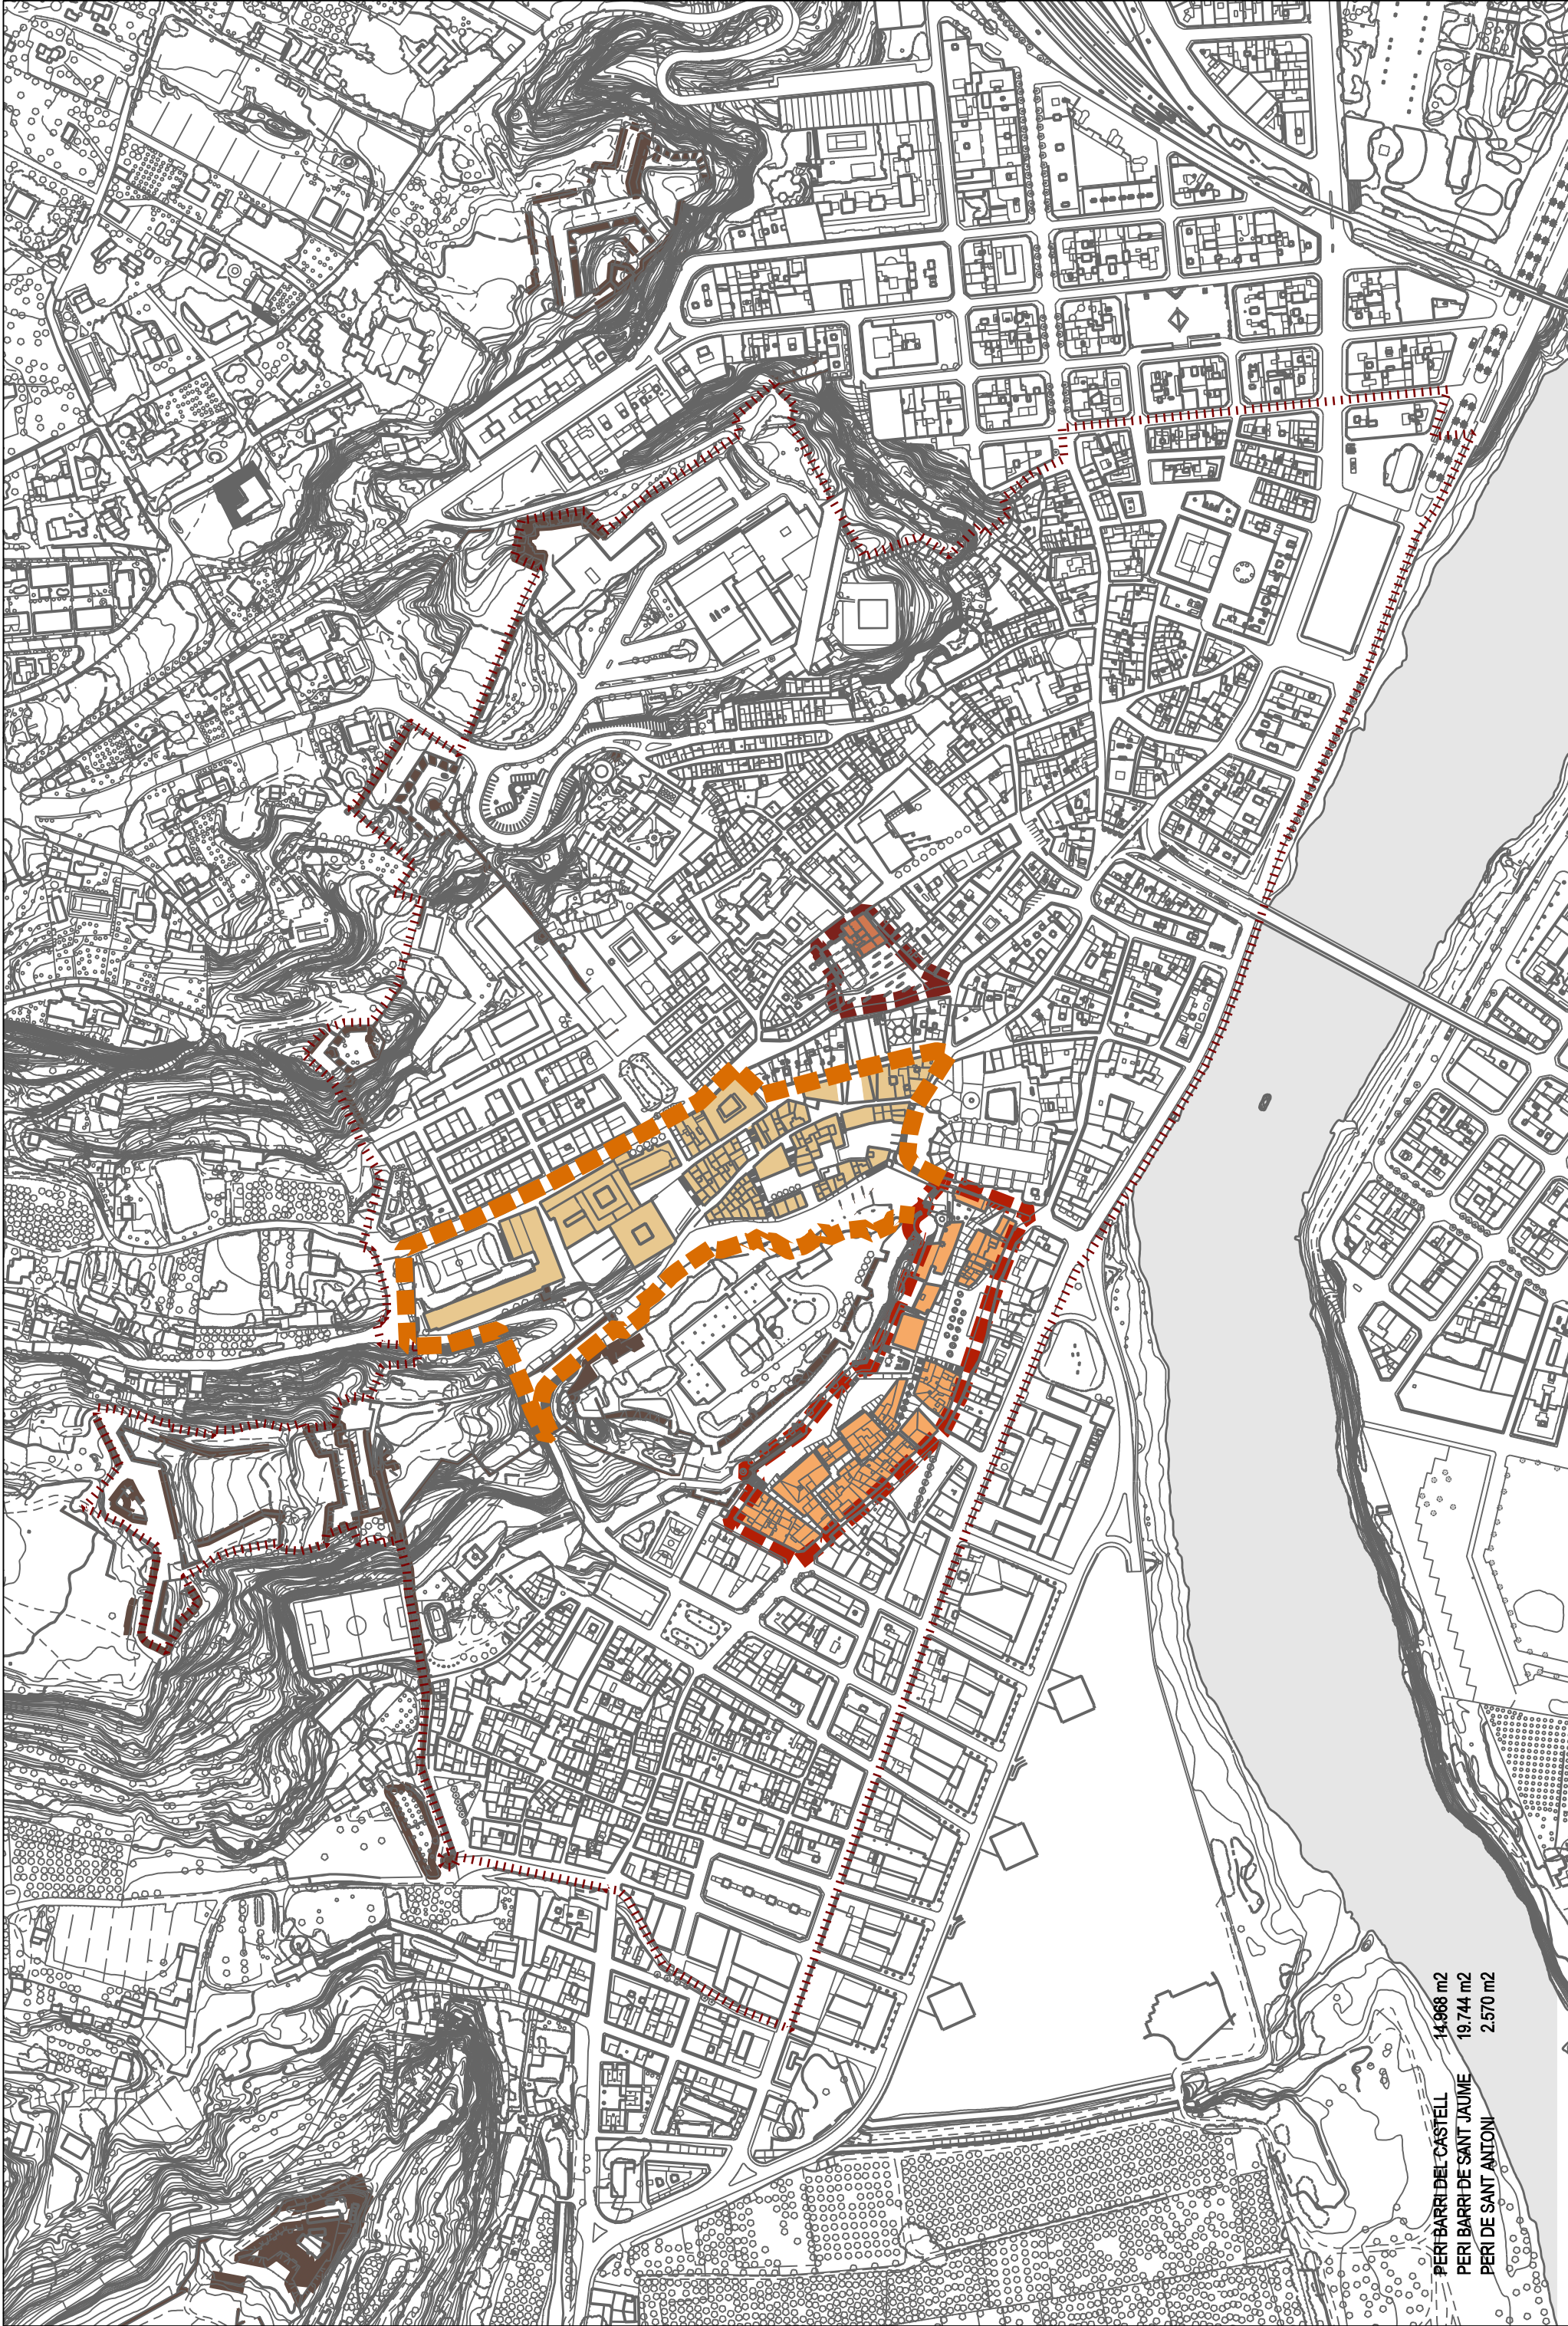 PERI BARRI DEL CASTELL 14.968 m2
PERI BARRI DE SANT JAUME 19.744 m2
PERI DE SANT ANTONI 2.570 m2